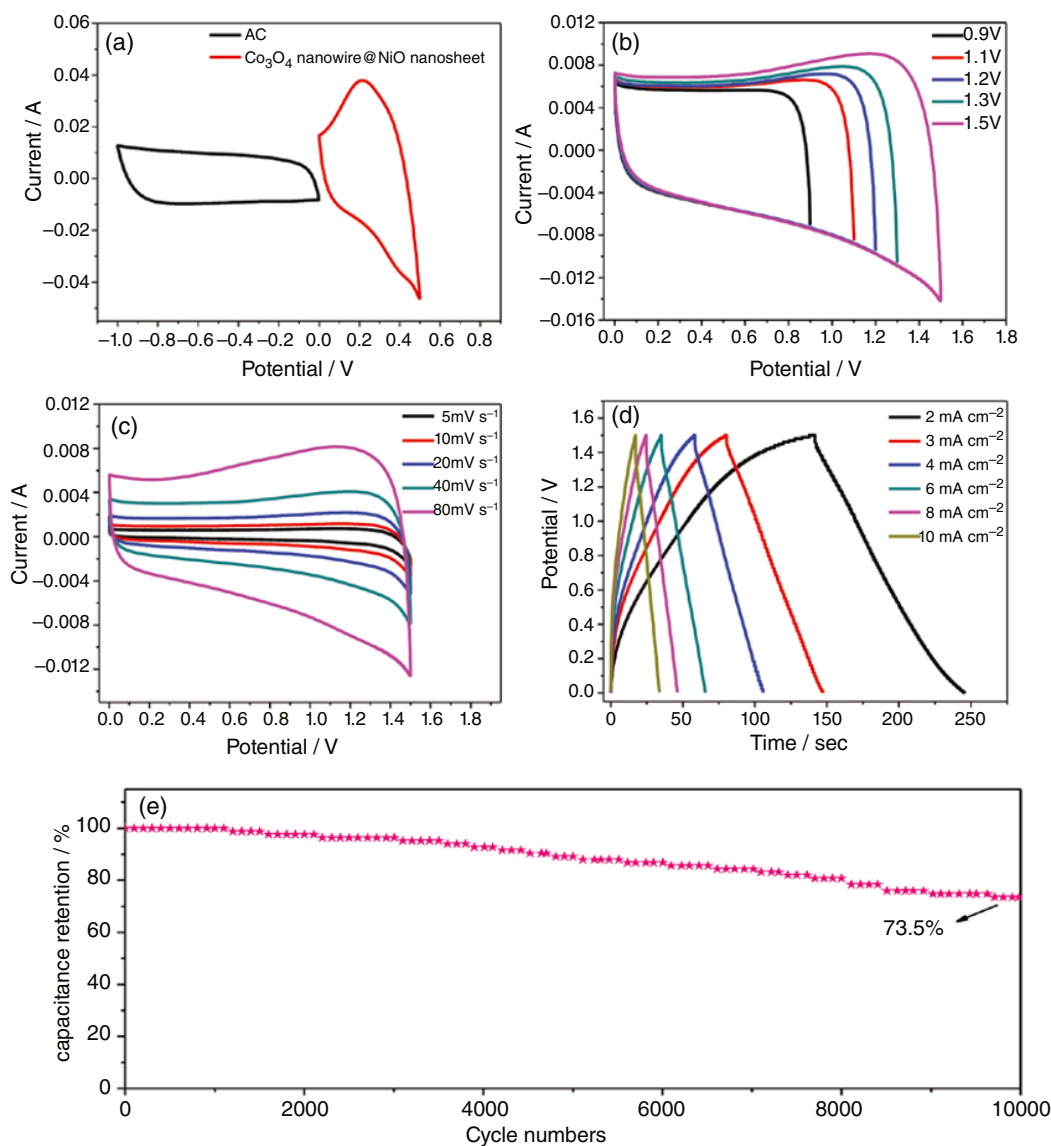 (a)
AC
Co₃O₄ nanowire@NiO nanosheet
0.06
0.04
0.02
0.00
−0.02
−0.04
Current / A
−1.0 −0.8 −0.6 −0.4 −0.2 0.0 0.2 0.4 0.6 0.8
Potential / V
(b)
0.9V
1.1V
1.2V
1.3V
1.5V
0.012
0.008
0.004
0.000
−0.004
−0.008
−0.012
−0.016
Current / A
0.0 0.2 0.4 0.6 0.8 1.0 1.2 1.4 1.6 1.8
Potential / V
(c)
5mV s⁻¹
10mV s⁻¹
20mV s⁻¹
40mV s⁻¹
80mV s⁻¹
0.012
0.008
0.004
0.000
−0.004
−0.008
−0.012
Current / A
0.0 0.2 0.4 0.6 0.8 1.0 1.2 1.4 1.6 1.8
Potential / V
(d)
2 mA cm⁻²
3 mA cm⁻²
4 mA cm⁻²
6 mA cm⁻²
8 mA cm⁻²
10 mA cm⁻²
1.6
1.4
1.2
1.0
0.8
0.6
0.4
0.2
0.0
Potential / V
0 50 100 150 200 250
Time / sec
(e)
100
80
60
40
20
0
capacitance retention / %
73.5%
0 2000 4000 6000 8000 10000
Cycle numbers